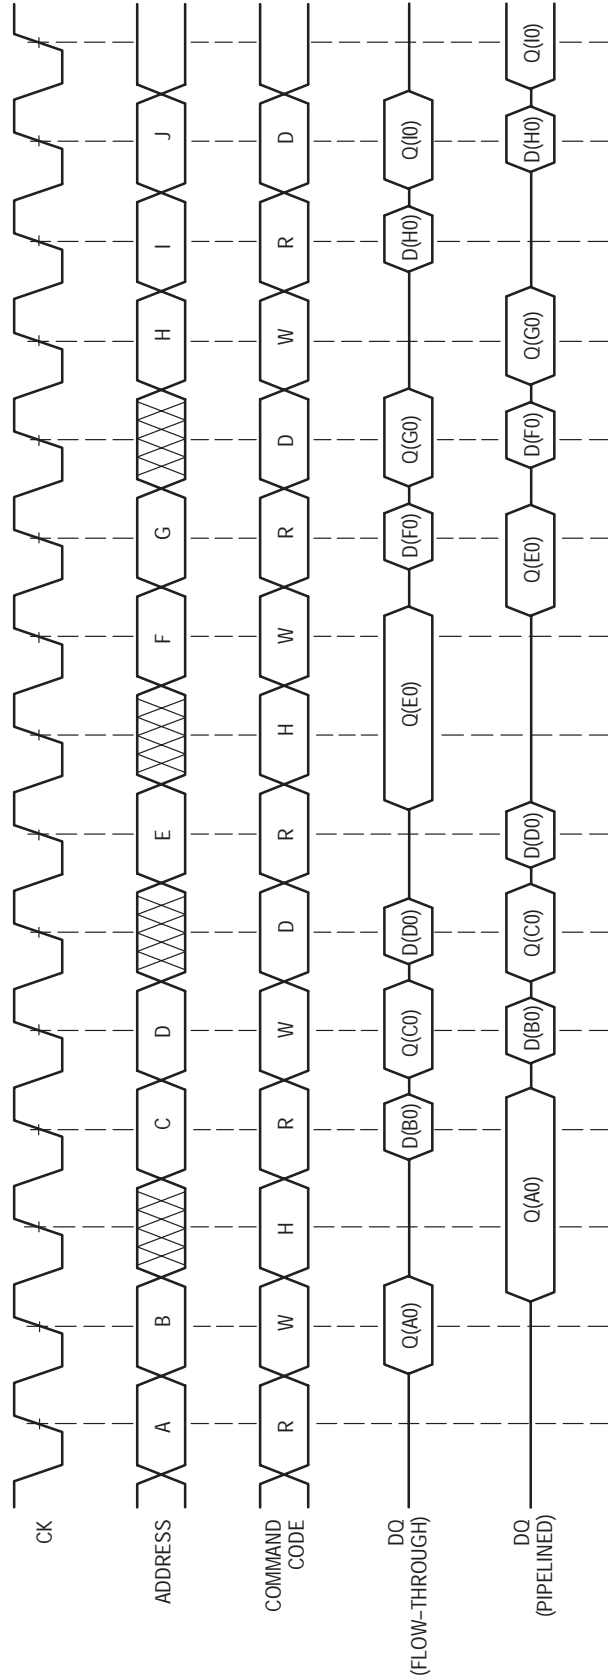 CK
ADDRESS
A
B
C
D
E
F
G
H
I
J
COMMAND
CODE
R
W
H
R
W
D
R
H
W
R
D
W
R
D
DQ
(FLOW–THROUGH)
Q(A0)
D(B0)
Q(C0)
D(D0)
Q(E0)
D(F0)
Q(G0)
D(H0)
Q(I0)
DQ
(PIPELINED)
Q(A0)
D(B0)
Q(C0)
D(D0)
Q(E0)
D(F0)
Q(G0)
D(H0)
Q(I0)